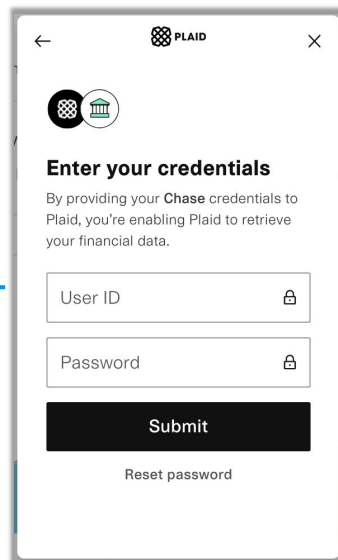 PLAID
Enter your credentials
By providing your Chase credentials to
Plaid, you're enabling Plaid to retrieve
your financial data.
User ID
Password
Submit
Reset password